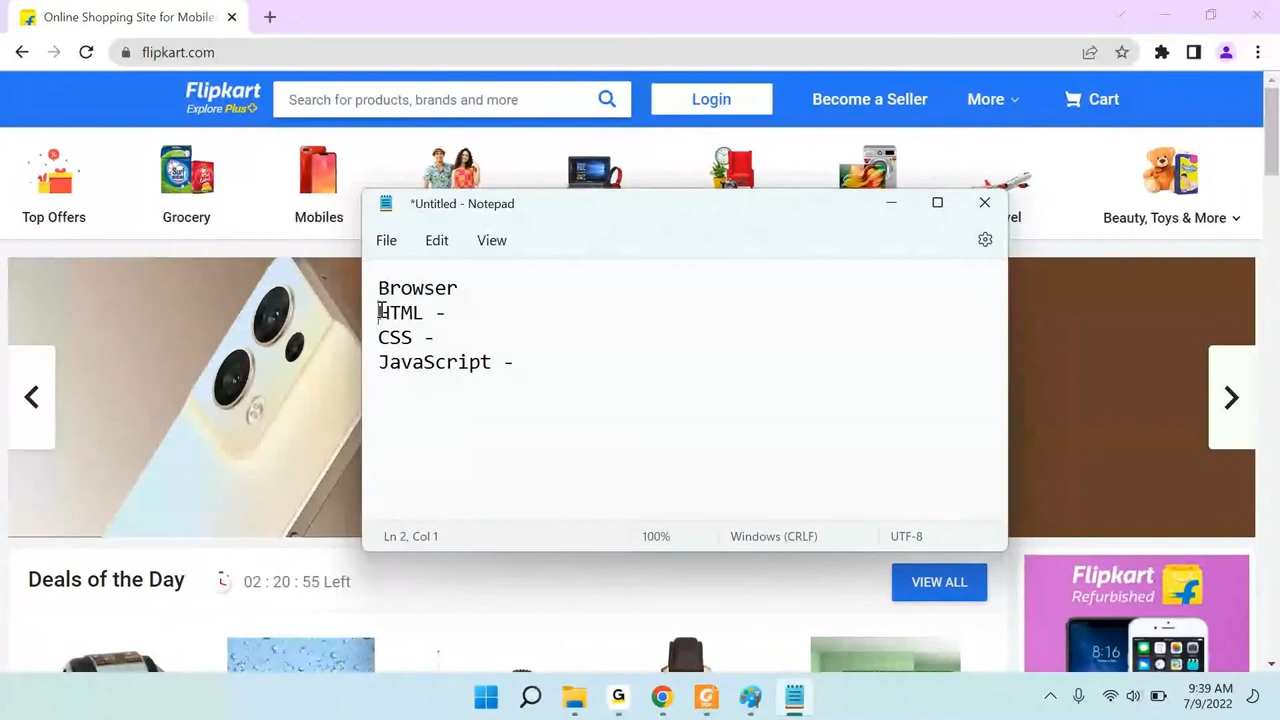 Online Shopping Site for Mobile
flipkart.com
Flipkart
Explore Plus
Search for products, brands and more
Login
Become a Seller
More
Cart
Top Offers
Grocery
Mobiles
vel
Beauty, Toys & More
*Untitled - Notepad
File
Edit
View
Browser
HTML -
CSS -
JavaScript -
Ln 2, Col 1
100%
Windows (CRLF)
UTF-8
Deals of the Day
02 : 20 : 55 Left
VIEW ALL
Flipkart
Refurbished
8:16
G
9:39 AM
7/9/2022